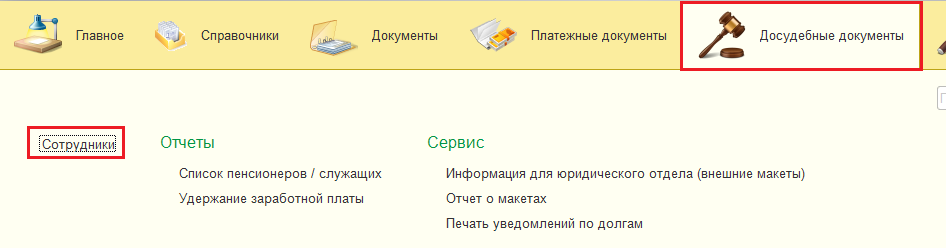 Главное Справочники Документы Платежные документы Досудебные документы
П
Сотрудники Отчеты Сервис
Список пенсионеров / служащих Информация для юридического отдела (внешние макеты)
Удержание заработной платы Отчет о макетах
Печать уведомлений по долгам